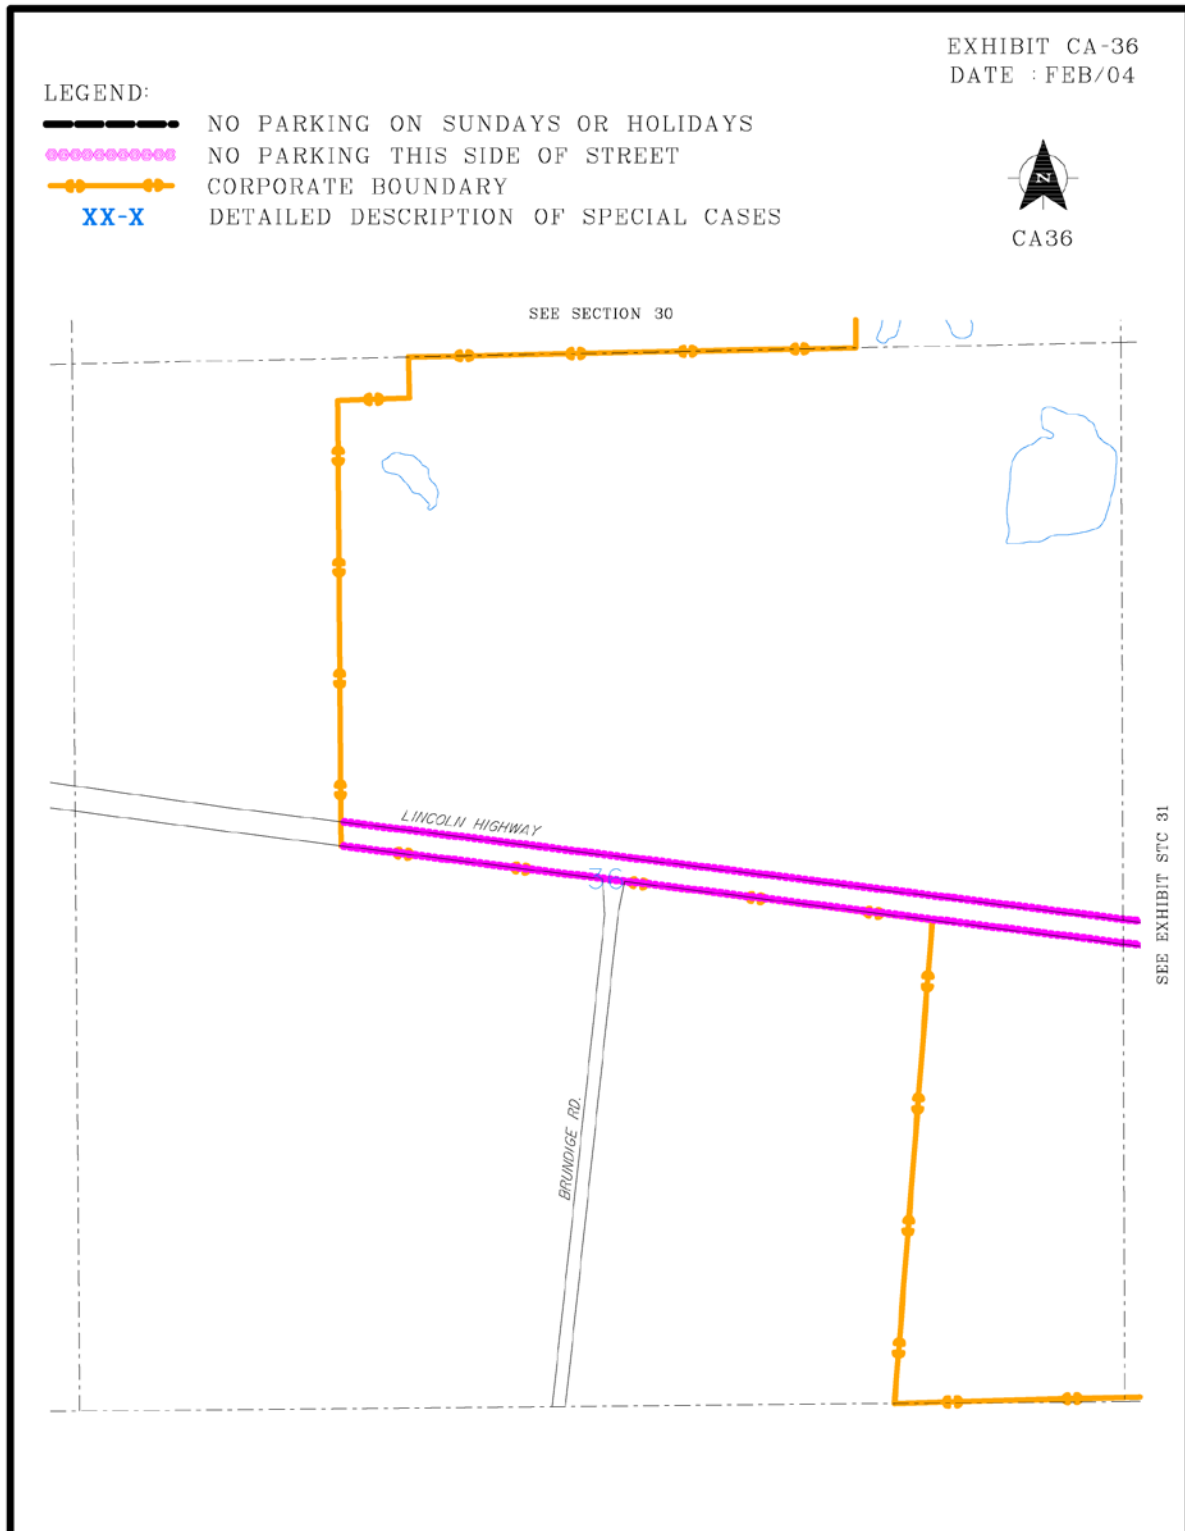 EXHIBIT CA-36
DATE : FEB/04
LEGEND:
NO PARKING ON SUNDAYS OR HOLIDAYS
NO PARKING THIS SIDE OF STREET
CORPORATE BOUNDARY
XX-X DETAILED DESCRIPTION OF SPECIAL CASES
N
CA36
SEE SECTION 30
LINCOLN HIGHWAY
36
SEE EXHIBIT STC 31
BRUNDIGE RD.